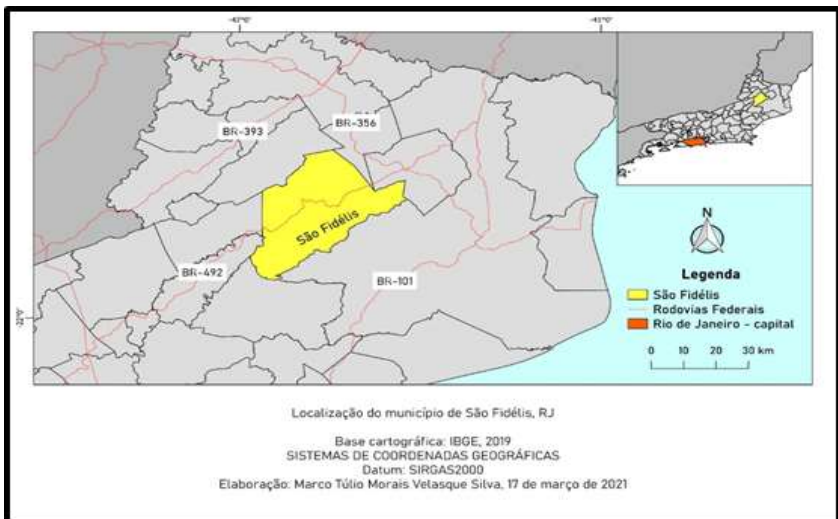 -42°0'
-41°0'
BR-393
BR-356
São Fidélis
BR-492
BR-101
-22°0'
N
Legenda
São Fidélis
Rodovias Federais
Rio de Janeiro - capital
0 10 20 30 km
Localização do município de São Fidélis, RJ
Base cartográfica: IBGE, 2019
SISTEMAS DE COORDENADAS GEOGRÁFICAS
Datum: SIRGAS2000
Elaboração: Marco Túlio Morais Velasque Silva, 17 de março de 2021